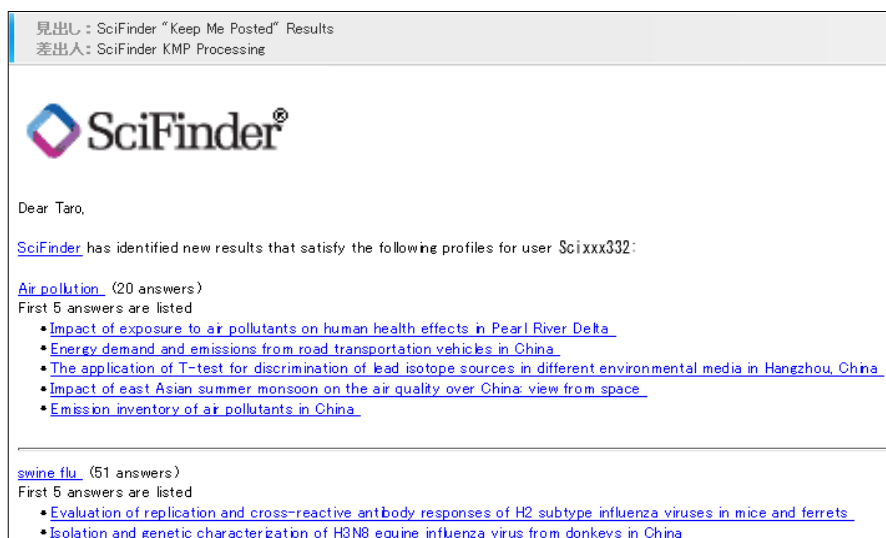 見出し : SciFinder "Keep Me Posted" Results
差出人: SciFinder KMP Processing
SciFinder®
Dear Taro,
SciFinder has identified new results that satisfy the following profiles for user Scixxx332:
Air pollution (20 answers)
First 5 answers are listed
• Impact of exposure to air pollutants on human health effects in Pearl River Delta
• Energy demand and emissions from road transportation vehicles in China
• The application of T-test for discrimination of lead isotope sources in different environmental media in Hangzhou, China
• Impact of east Asian summer monsoon on the air quality over China: view from space
• Emission inventory of air pollutants in China
swine flu (51 answers)
First 5 answers are listed
• Evaluation of replication and cross-reactive antibody responses of H2 subtype influenza viruses in mice and ferrets
• Isolation and genetic characterization of H3N8 equine influenza virus from donkeys in China